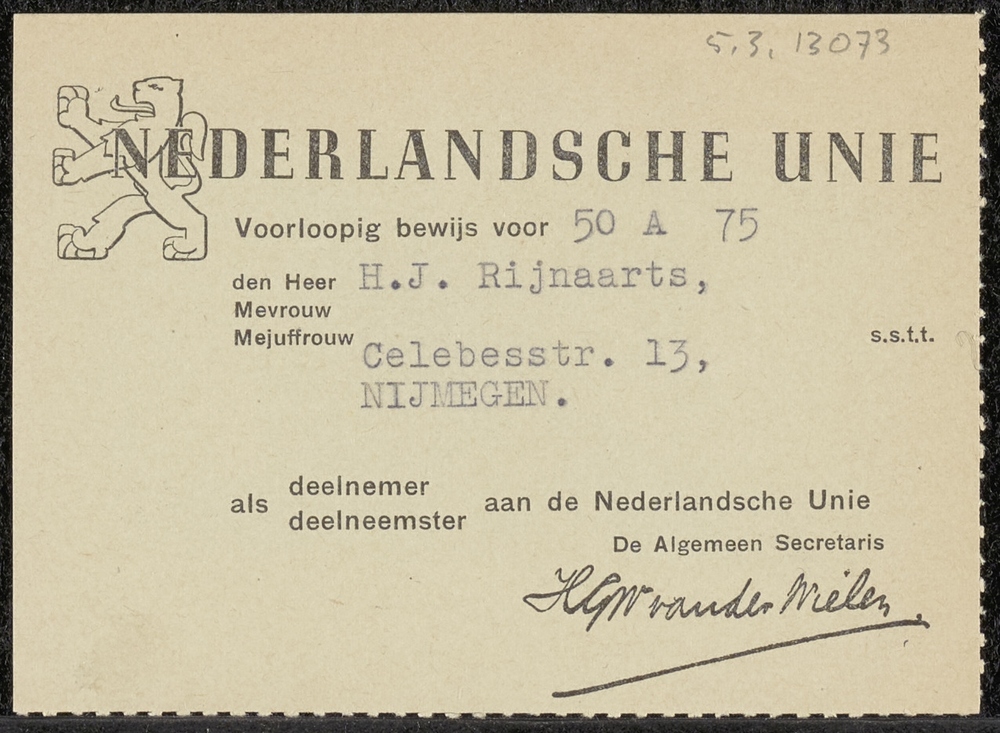 5.3. 13073
NEDERLANDSCHE UNIE
Voorloopig bewijs voor 50 A 75
den Heer H.J. Rijnaarts,
Mevrouw
Mejuffrouw s.s.t.t.
Celebesstr. 13,
NIJMEGEN.
als deelnemer aan de Nederlandsche Unie
deelneemster
De Algemeen Secretaris
HGW van der Wielen.